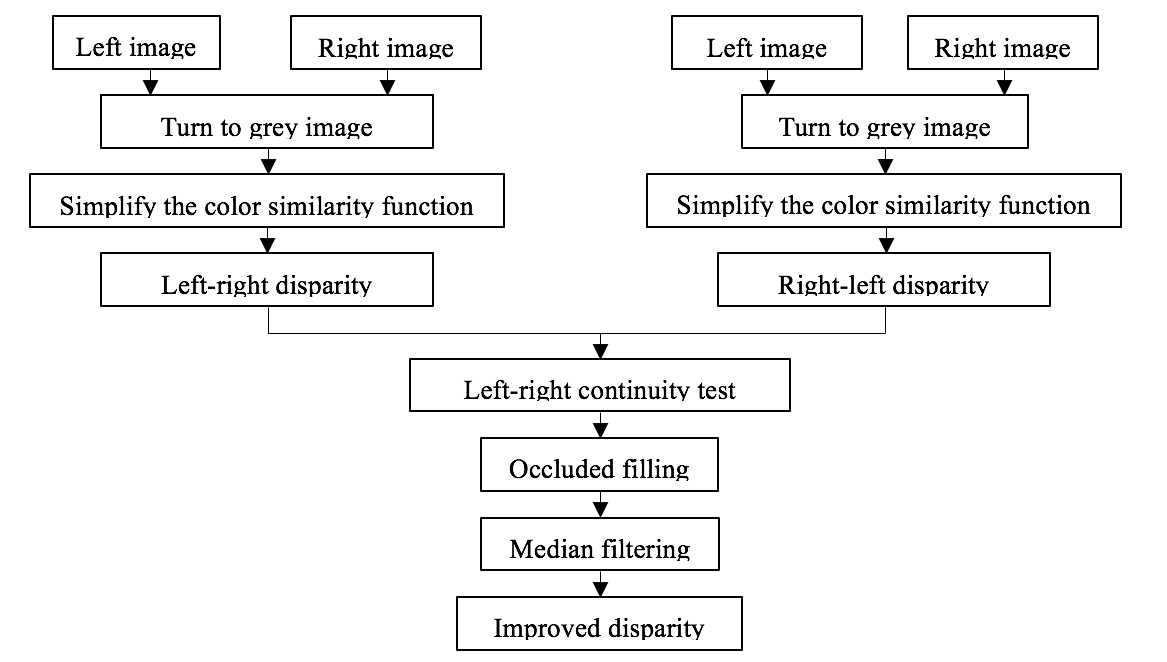 Left image
Right image
Left image
Right image
Turn to grey image
Turn to grey image
Simplify the color similarity function
Simplify the color similarity function
Left-right disparity
Right-left disparity
Left-right continuity test
Occluded filling
Median filtering
Improved disparity